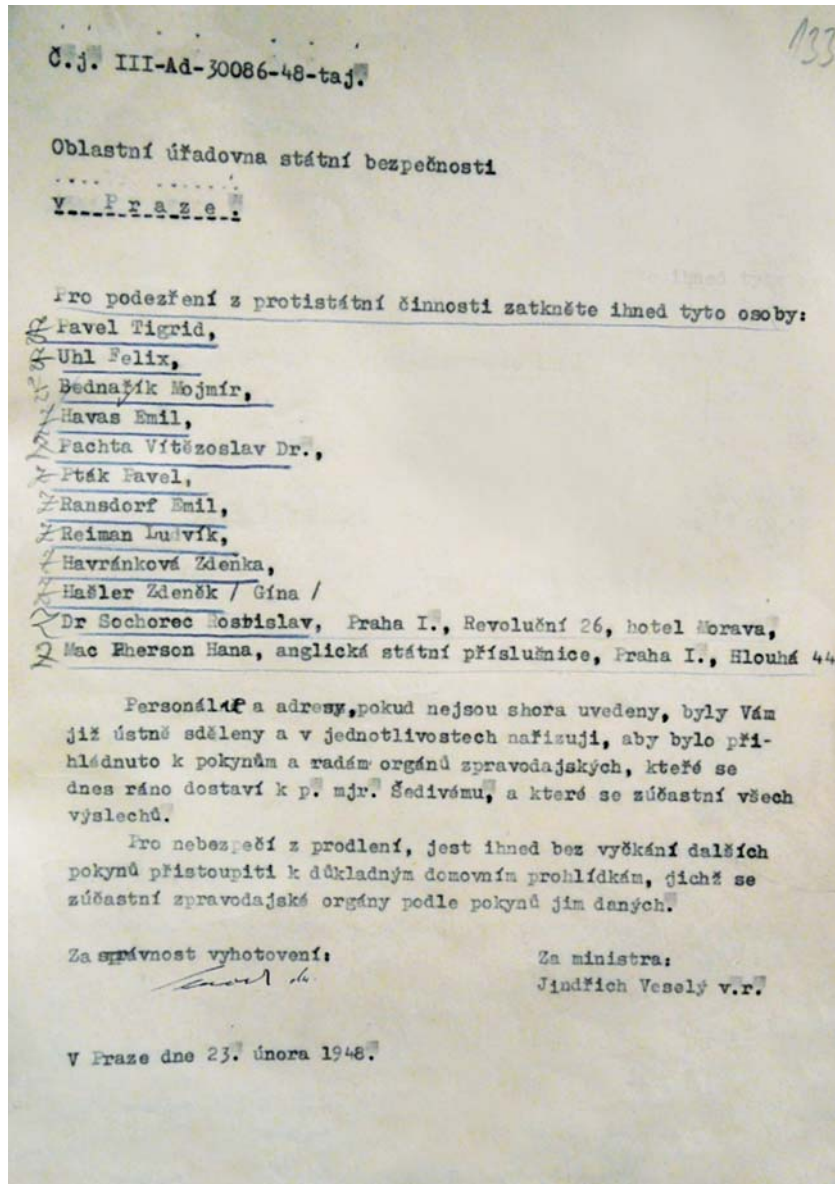 133
Č.j. III-Ad-30086-48-taj.
Oblastní úřadovna státní bezpečnosti
v Praze.
Pro podezření z protistátní činnosti zatkněte ihned tyto osoby:
Pavel Tigrid,
Uhl Felix,
Bednařík Mojmír,
Havas Emil,
Pachta Vítězoslav Dr.,
Pták Pavel,
Ransdorf Emil,
Reiman Ludvík,
Havránková Zdenka,
Hašler Zdeněk / Gína /
Dr Sochorec Rostislav, Praha I., Revoluční 26, hotel Morava,
Mac Pherson Hana, anglická státní příslušnice, Praha I., Hlouhá 44
Personálie a adresy, pokud nejsou shora uvedeny, byly Vám
již ústně sděleny a v jednotlivostech nařizuji, aby bylo při-
hlédnuto k pokynům a radám orgánů zpravodajských, kteřé se
dnes ráno dostaví k p. mjr. Šedivému, a které se zúčastní všech
výslechů.
Pro nebezpečí z prodlení, jest ihned bez vyčkání dalších
pokynů přistoupiti k důkladným domovním prohlídkám, jichž se
zúčastní zpravodajské orgány podle pokynů jim daných.
Za správnost vyhotovení:
Za ministra:
Jindřich Veselý v.r.
V Praze dne 23. února 1948.